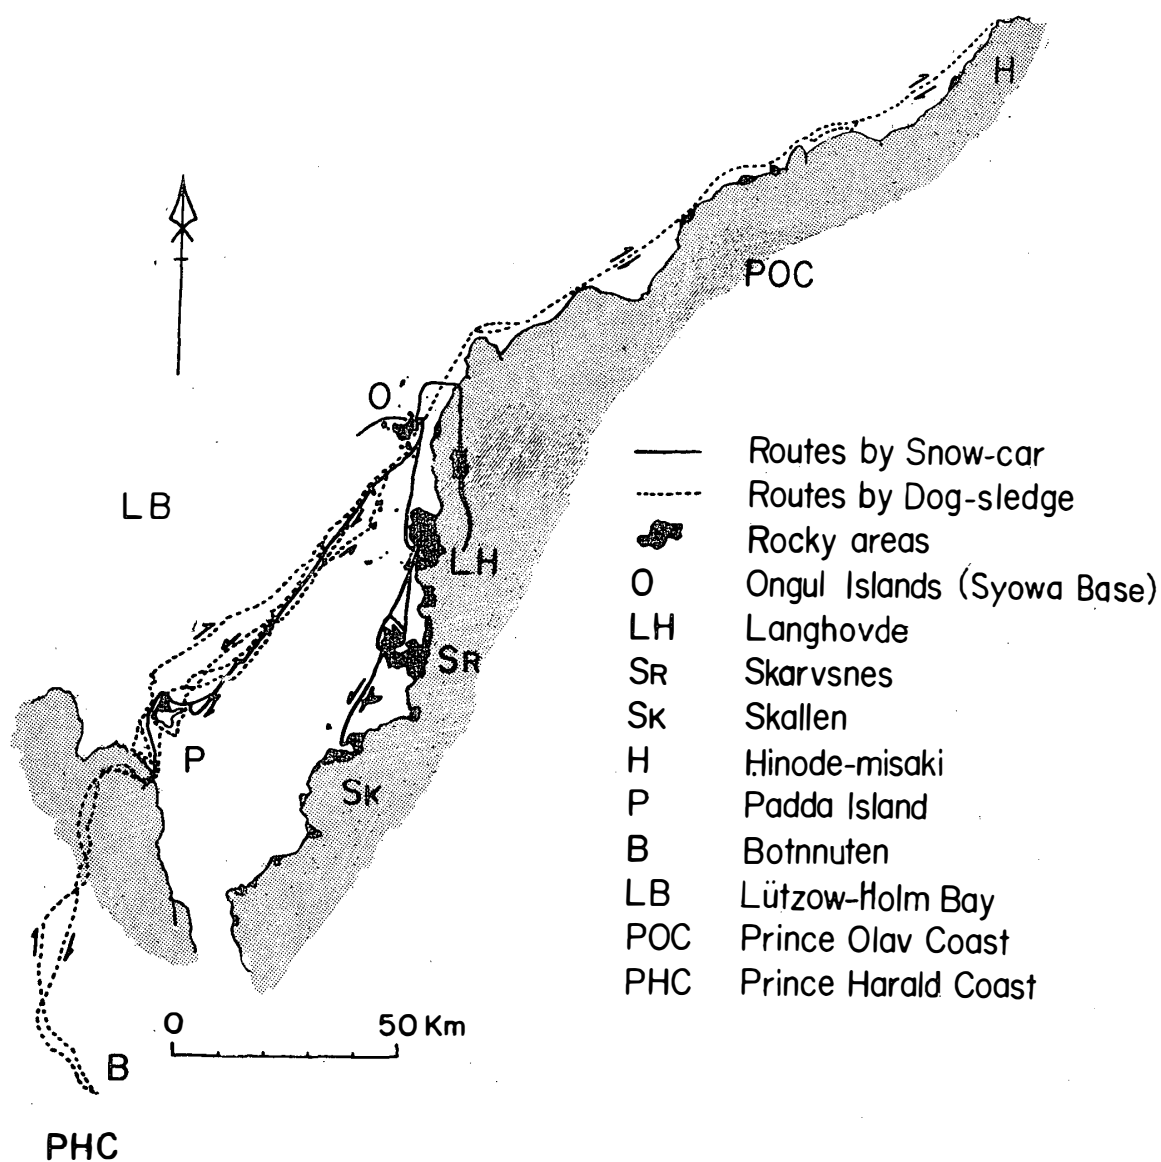 H
POC
O
LB
LH
SR
P
SK
0 50 Km
B
PHC
Routes by Snow-car
Routes by Dog-sledge
Rocky areas
O Ongul Islands (Syowa Base)
LH Langhovde
SR Skarvsnes
SK Skallen
H Hinode-misaki
P Padda Island
B Botnnuten
LB Lützow-Holm Bay
POC Prince Olav Coast
PHC Prince Harald Coast